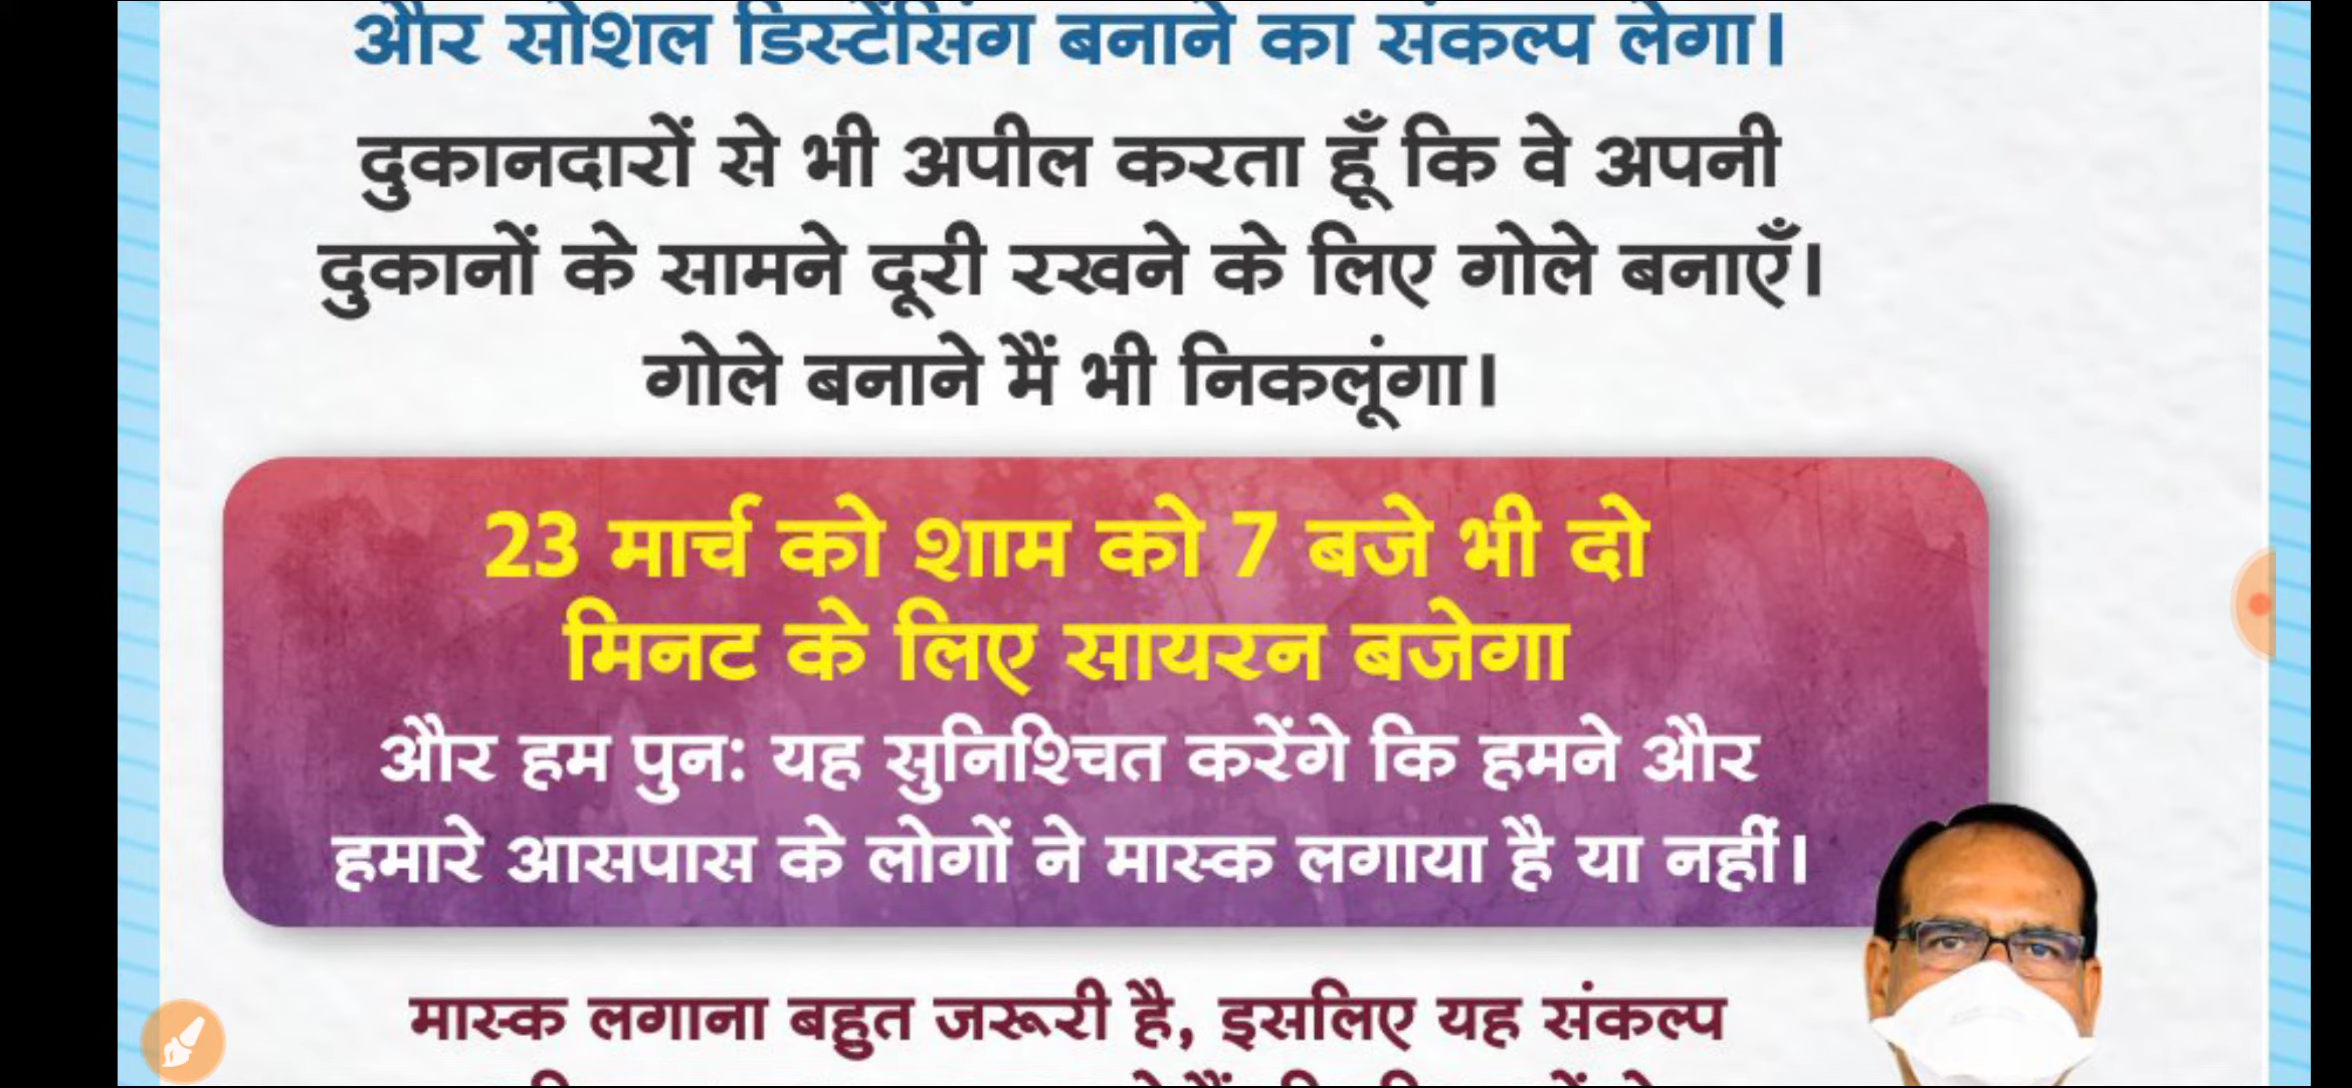 और सोशल डिस्टेंसिंग बनाने का संकल्प लेगा।
दुकानदारों से भी अपील करता हूँ कि वे अपनी
दुकानों के सामने दूरी रखने के लिए गोले बनाएँ।
गोले बनाने मैं भी निकलूंगा।
23 मार्च को शाम को 7 बजे भी दो
मिनट के लिए सायरन बजेगा
और हम पुन: यह सुनिश्चित करेंगे कि हमने और
हमारे आसपास के लोगों ने मास्क लगाया है या नहीं।
मास्क लगाना बहुत जरूरी है, इसलिए यह संकल्प